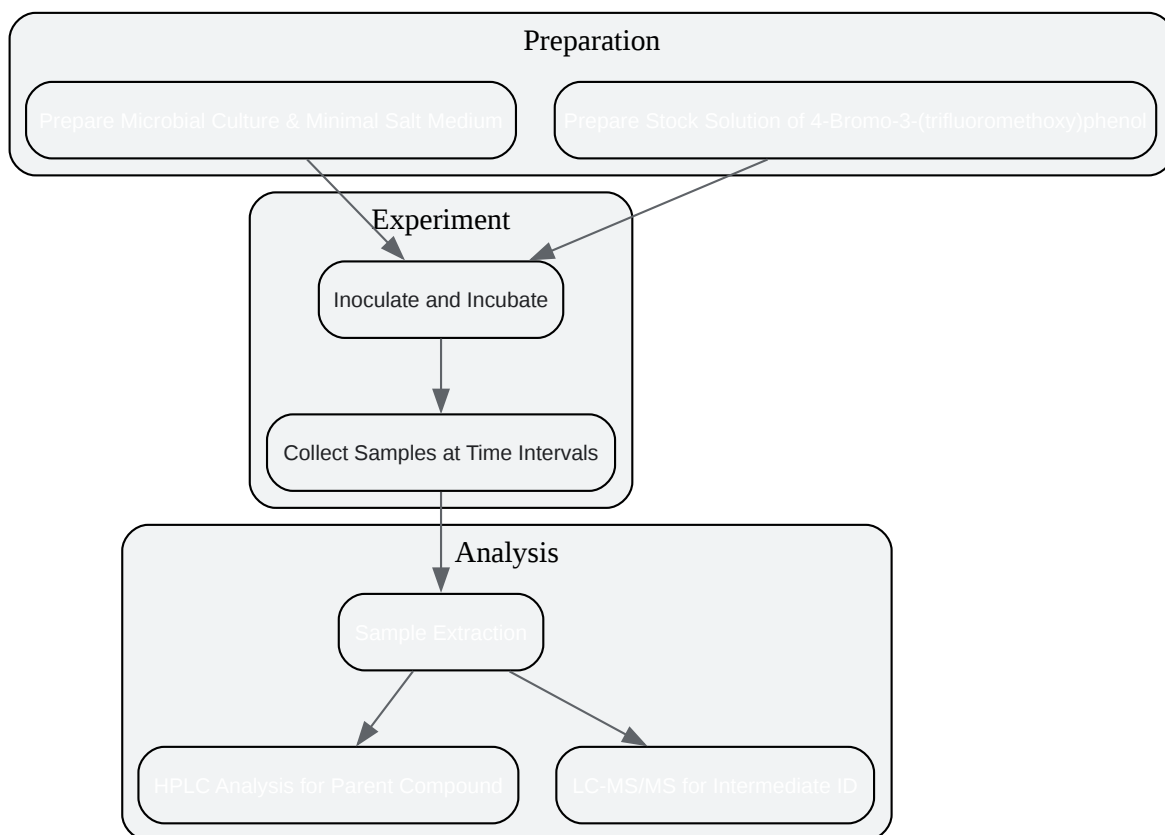 Preparation
Prepare Microbial Culture & Minimal Salt Medium
Prepare Stock Solution of 4-Bromo-3-(trifluoromethoxy)phenol
Experiment
Inoculate and Incubate
Collect Samples at Time Intervals
Analysis
Sample Extraction
HPLC Analysis for Parent Compound
LC-MS/MS for Intermediate ID